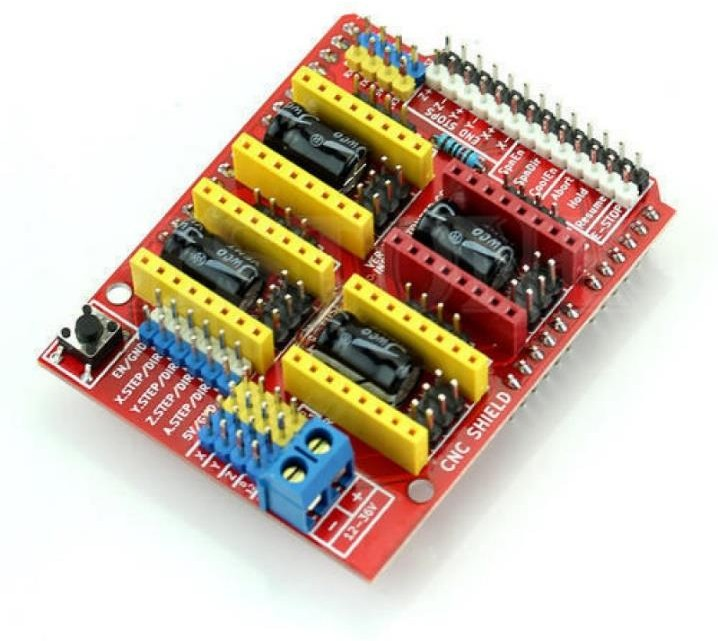 Z+
Z-
Y+
Y-
X+
X-
END STOPS
SpnEn
SpnDir
CoolEn
Abort
Hold
Resume
E-STOP
EN/GND
X.STEP/DIR
Y.STEP/DIR
Z.STEP/DIR
A.STEP/DIR
5V/GND
X
Y
Z
CNC SHIELD
+
-
12-36V